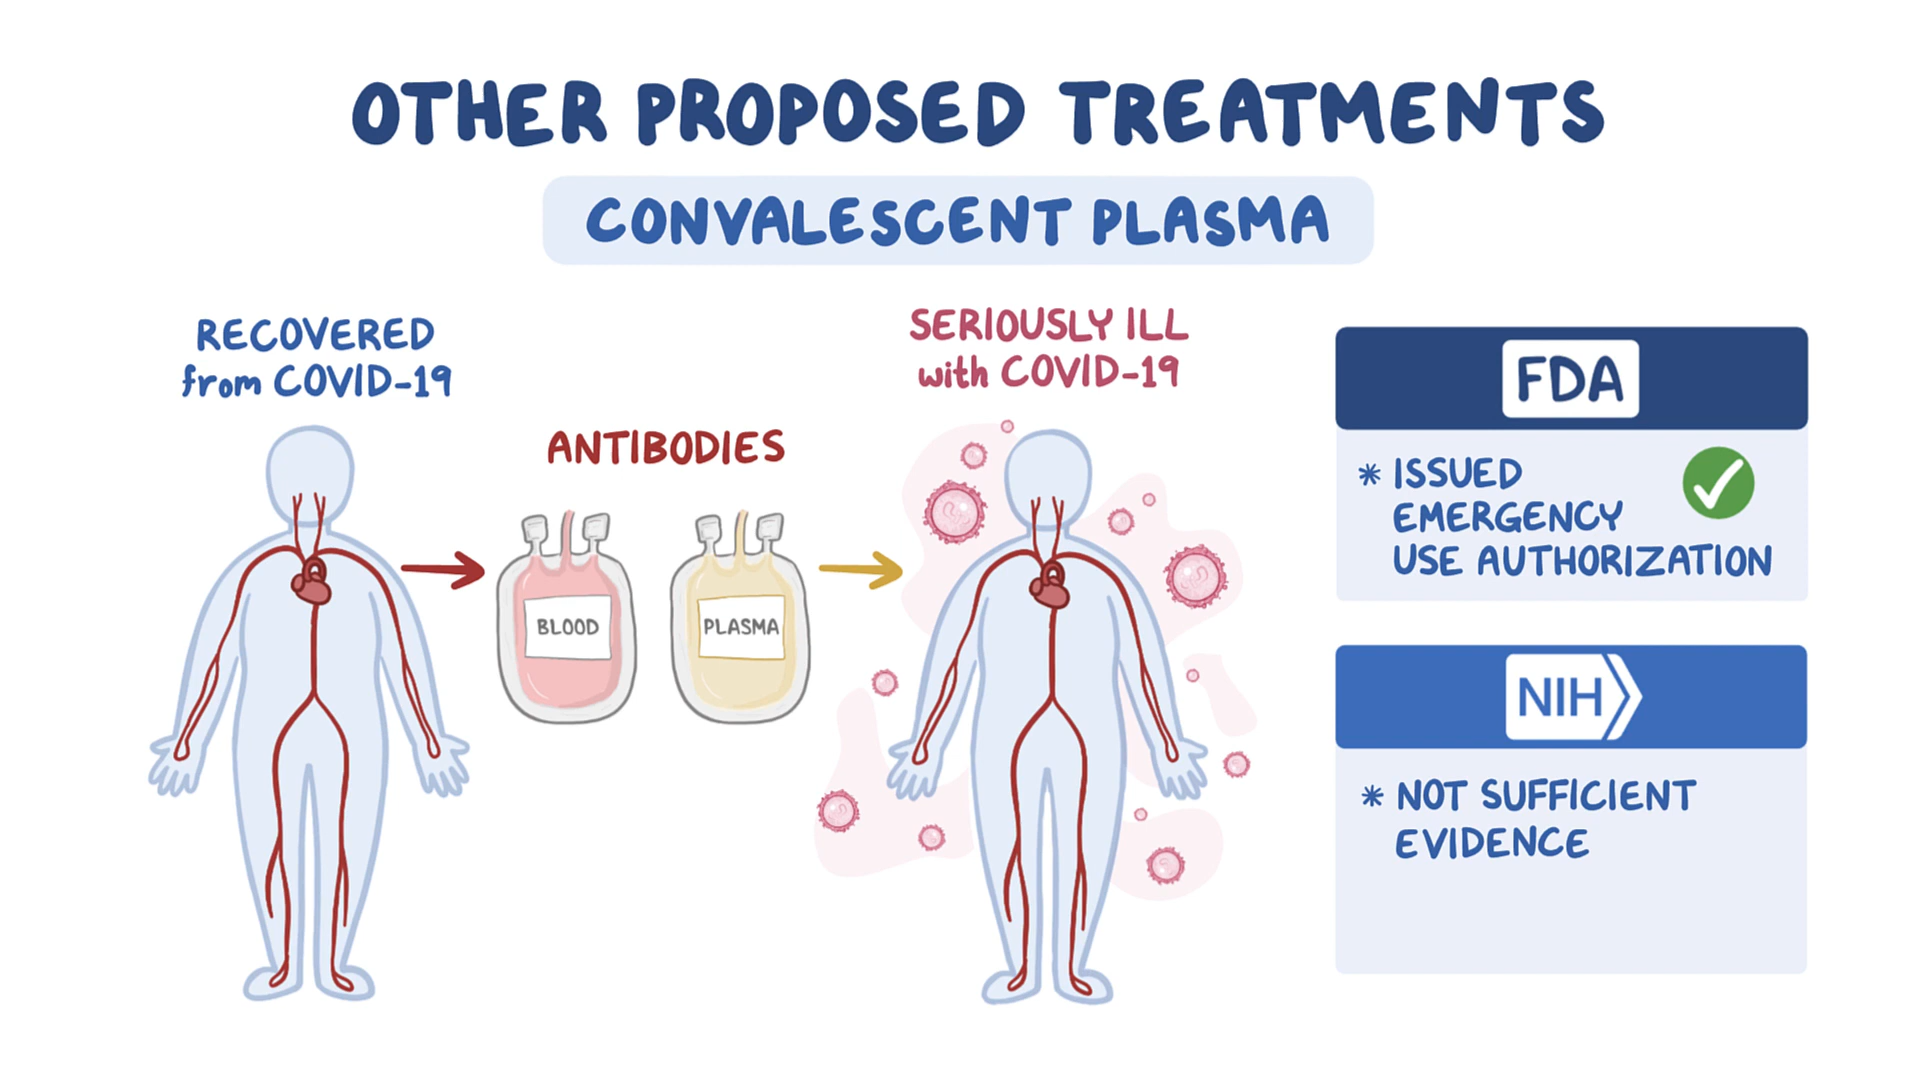 OTHER PROPOSED TREATMENTS
CONVALESCENT PLASMA
RECOVERED
from COVID-19
ANTIBODIES
BLOOD
PLASMA
SERIOUSLY ILL
with COVID-19
FDA
* ISSUED
EMERGENCY
USE AUTHORIZATION
NIH
* NOT SUFFICIENT
EVIDENCE